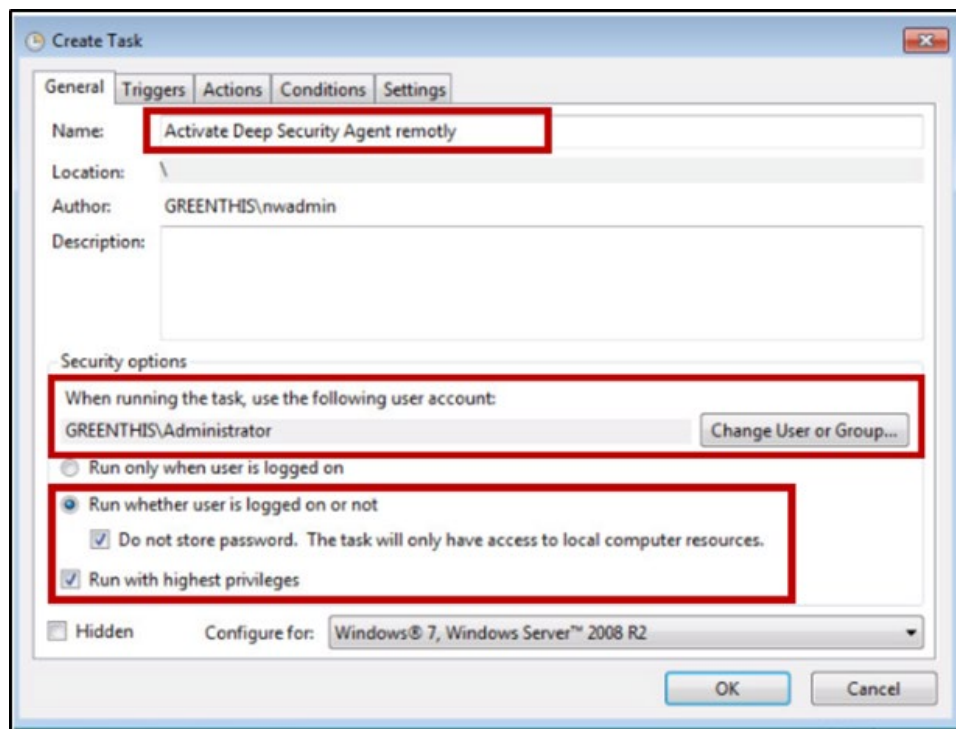 Create Task
General Triggers Actions Conditions Settings
Name: Activate Deep Security Agent remotly
Location: \
Author: GREENTHIS\nwadmin
Description:
Security options
When running the task, use the following user account:
GREENTHIS\Administrator Change User or Group...
Run only when user is logged on
Run whether user is logged on or not
Do not store password. The task will only have access to local computer resources.
Run with highest privileges
Hidden Configure for: Windows® 7, Windows Server™ 2008 R2
OK Cancel